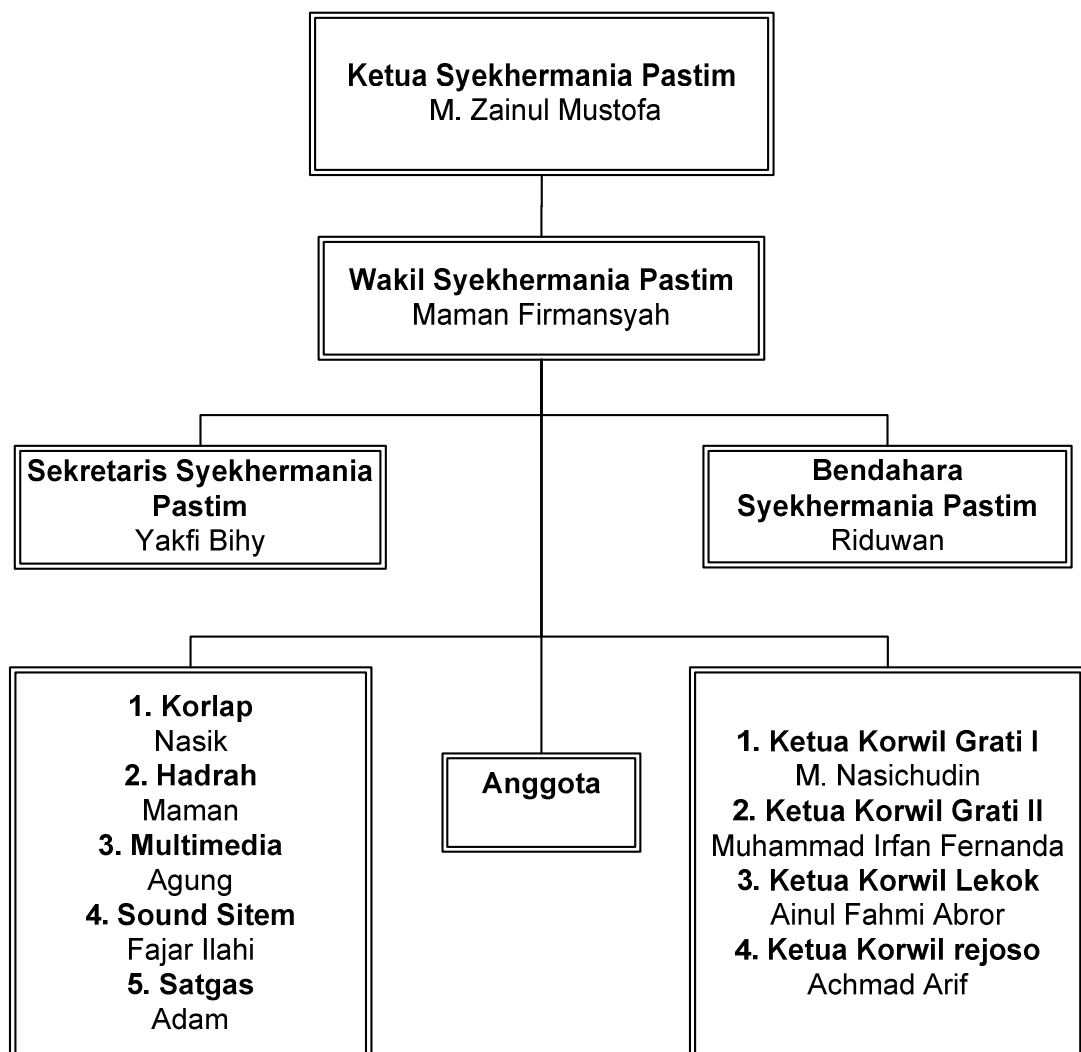 Ketua Syekhermania Pastim
M. Zainul Mustofa
Wakil Syekhermania Pastim
Maman Firmansyah
Sekretaris Syekhermania
Pastim
Yakfi Bihy
Bendahara
Syekhermania Pastim
Riduwan
1. Korlap
Nasik
2. Hadrah
Maman
3. Multimedia
Agung
4. Sound Sitem
Fajar Ilahi
5. Satgas
Adam
Anggota
1. Ketua Korwil Grati I
M. Nasichudin
2. Ketua Korwil Grati II
Muhammad Irfan Fernanda
3. Ketua Korwil Lekok
Ainul Fahmi Abror
4. Ketua Korwil rejoso
Achmad Arif